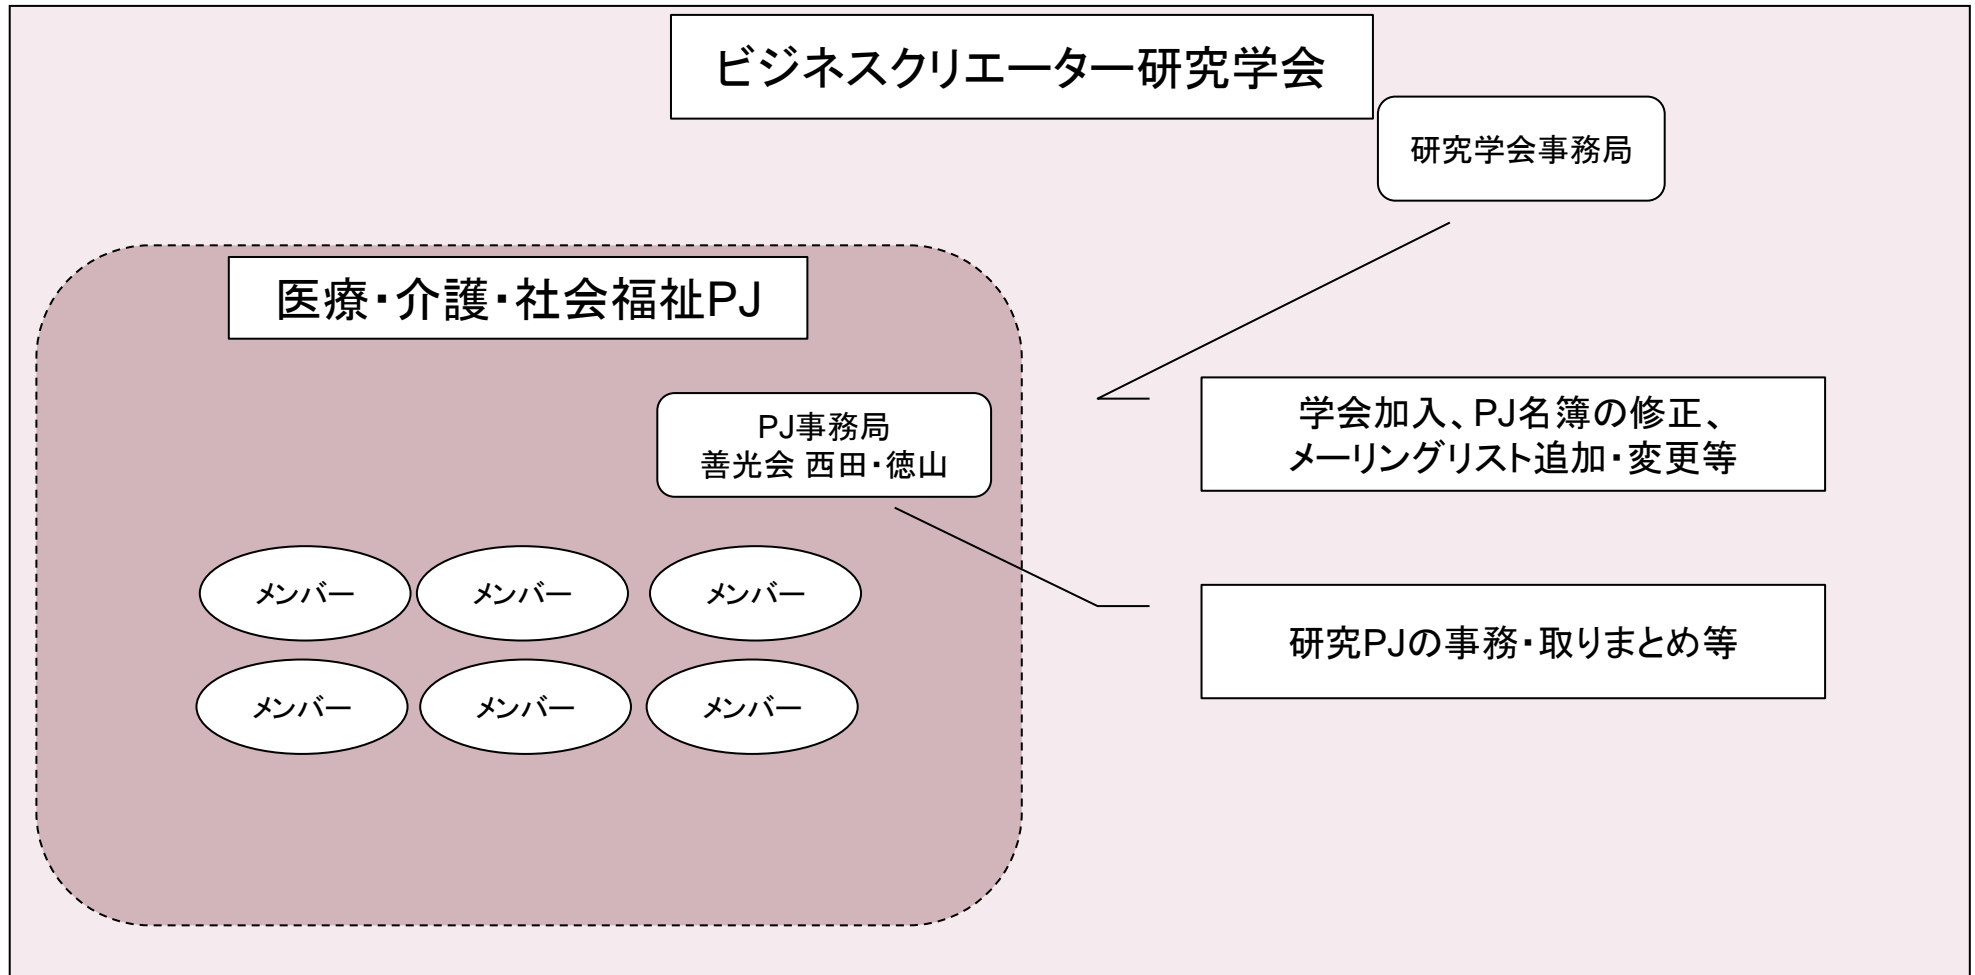 ビジネスクリエーター研究学会
研究学会事務局
医療・介護・社会福祉PJ
PJ事務局
善光会 西田・徳山
学会加入、PJ名簿の修正、
メーリングリスト追加・変更等
メンバー
メンバー
メンバー
研究PJの事務・取りまとめ等
メンバー
メンバー
メンバー